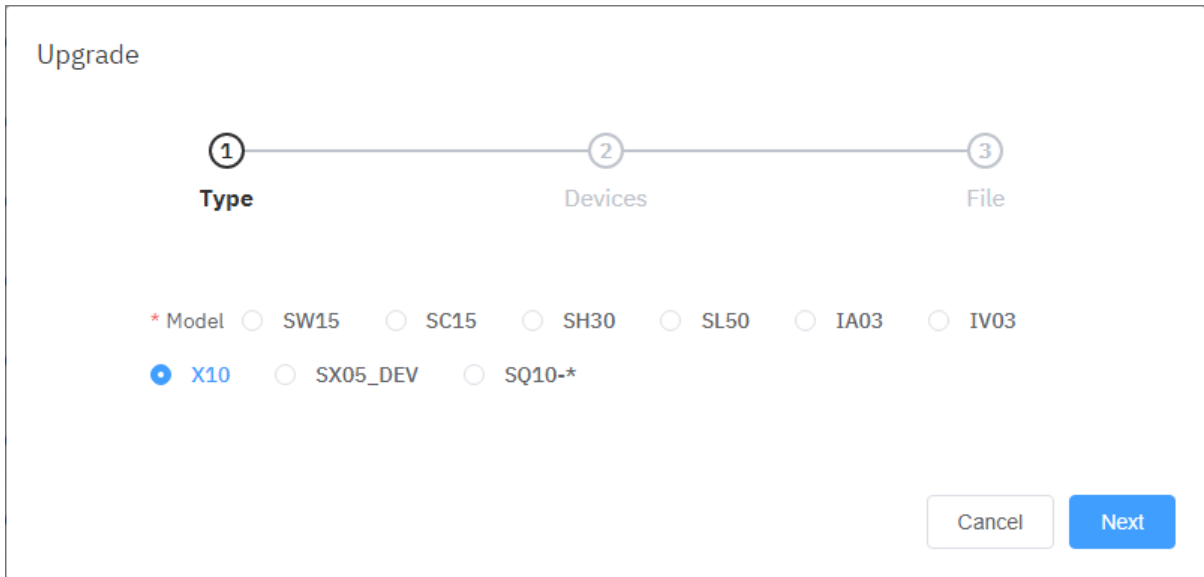 Upgrade
1 2 3
Type Devices File
* Model SW15 SC15 SH30 SL50 IA03 IV03
X10 SX05_DEV SQ10-*
Cancel Next